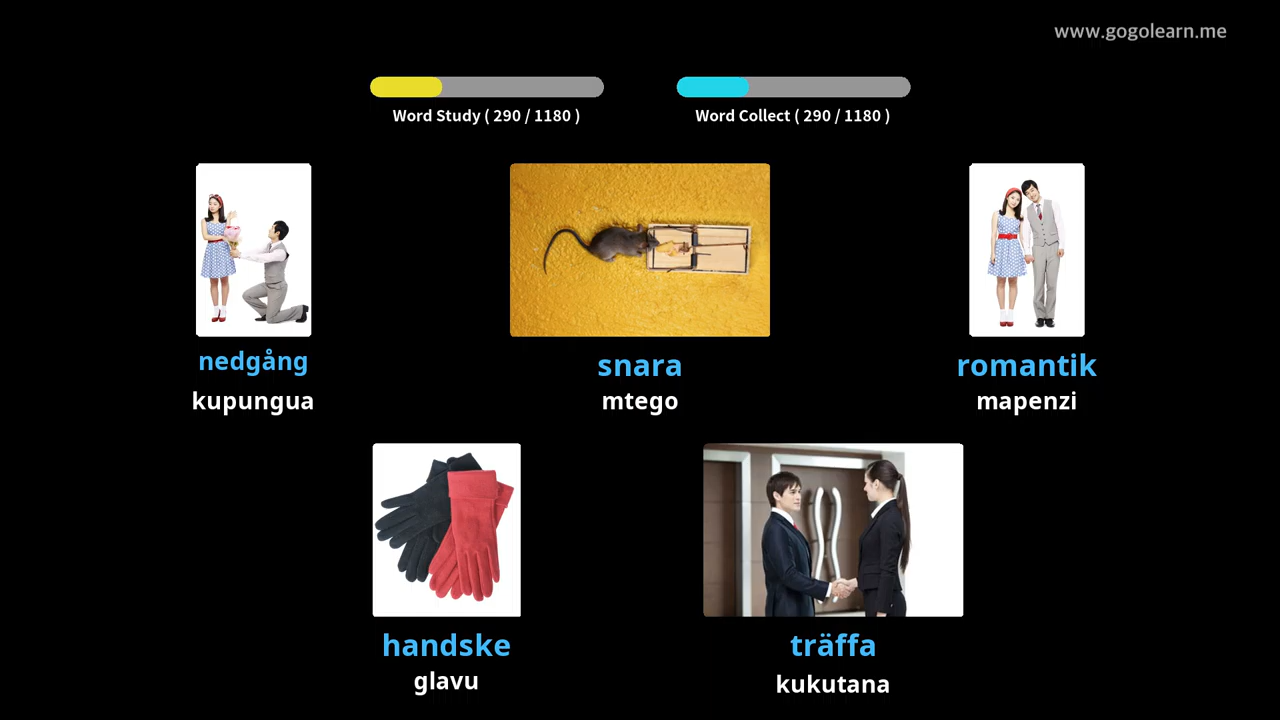 www.gogolearn.me
Word Study ( 290 / 1180 )
Word Collect ( 290 / 1180 )
nedgång
kupungua
snara
mtego
romantik
mapenzi
handske
glavu
träffa
kukutana